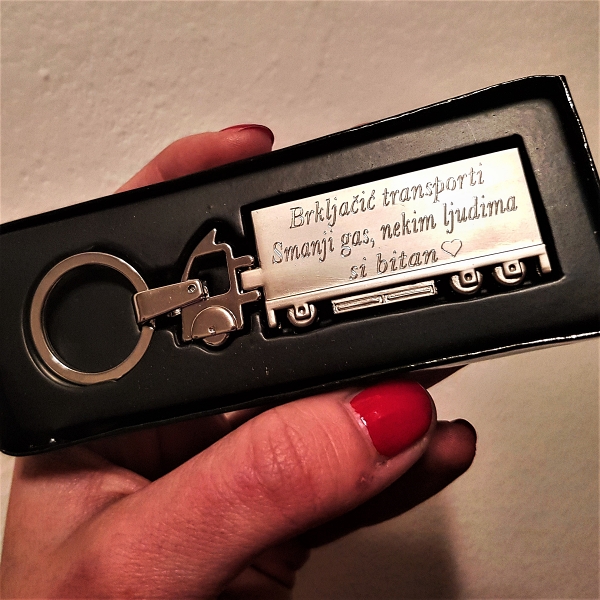 Brkljačić transporti
Smanji gas, nekim ljudima
si bitan♡